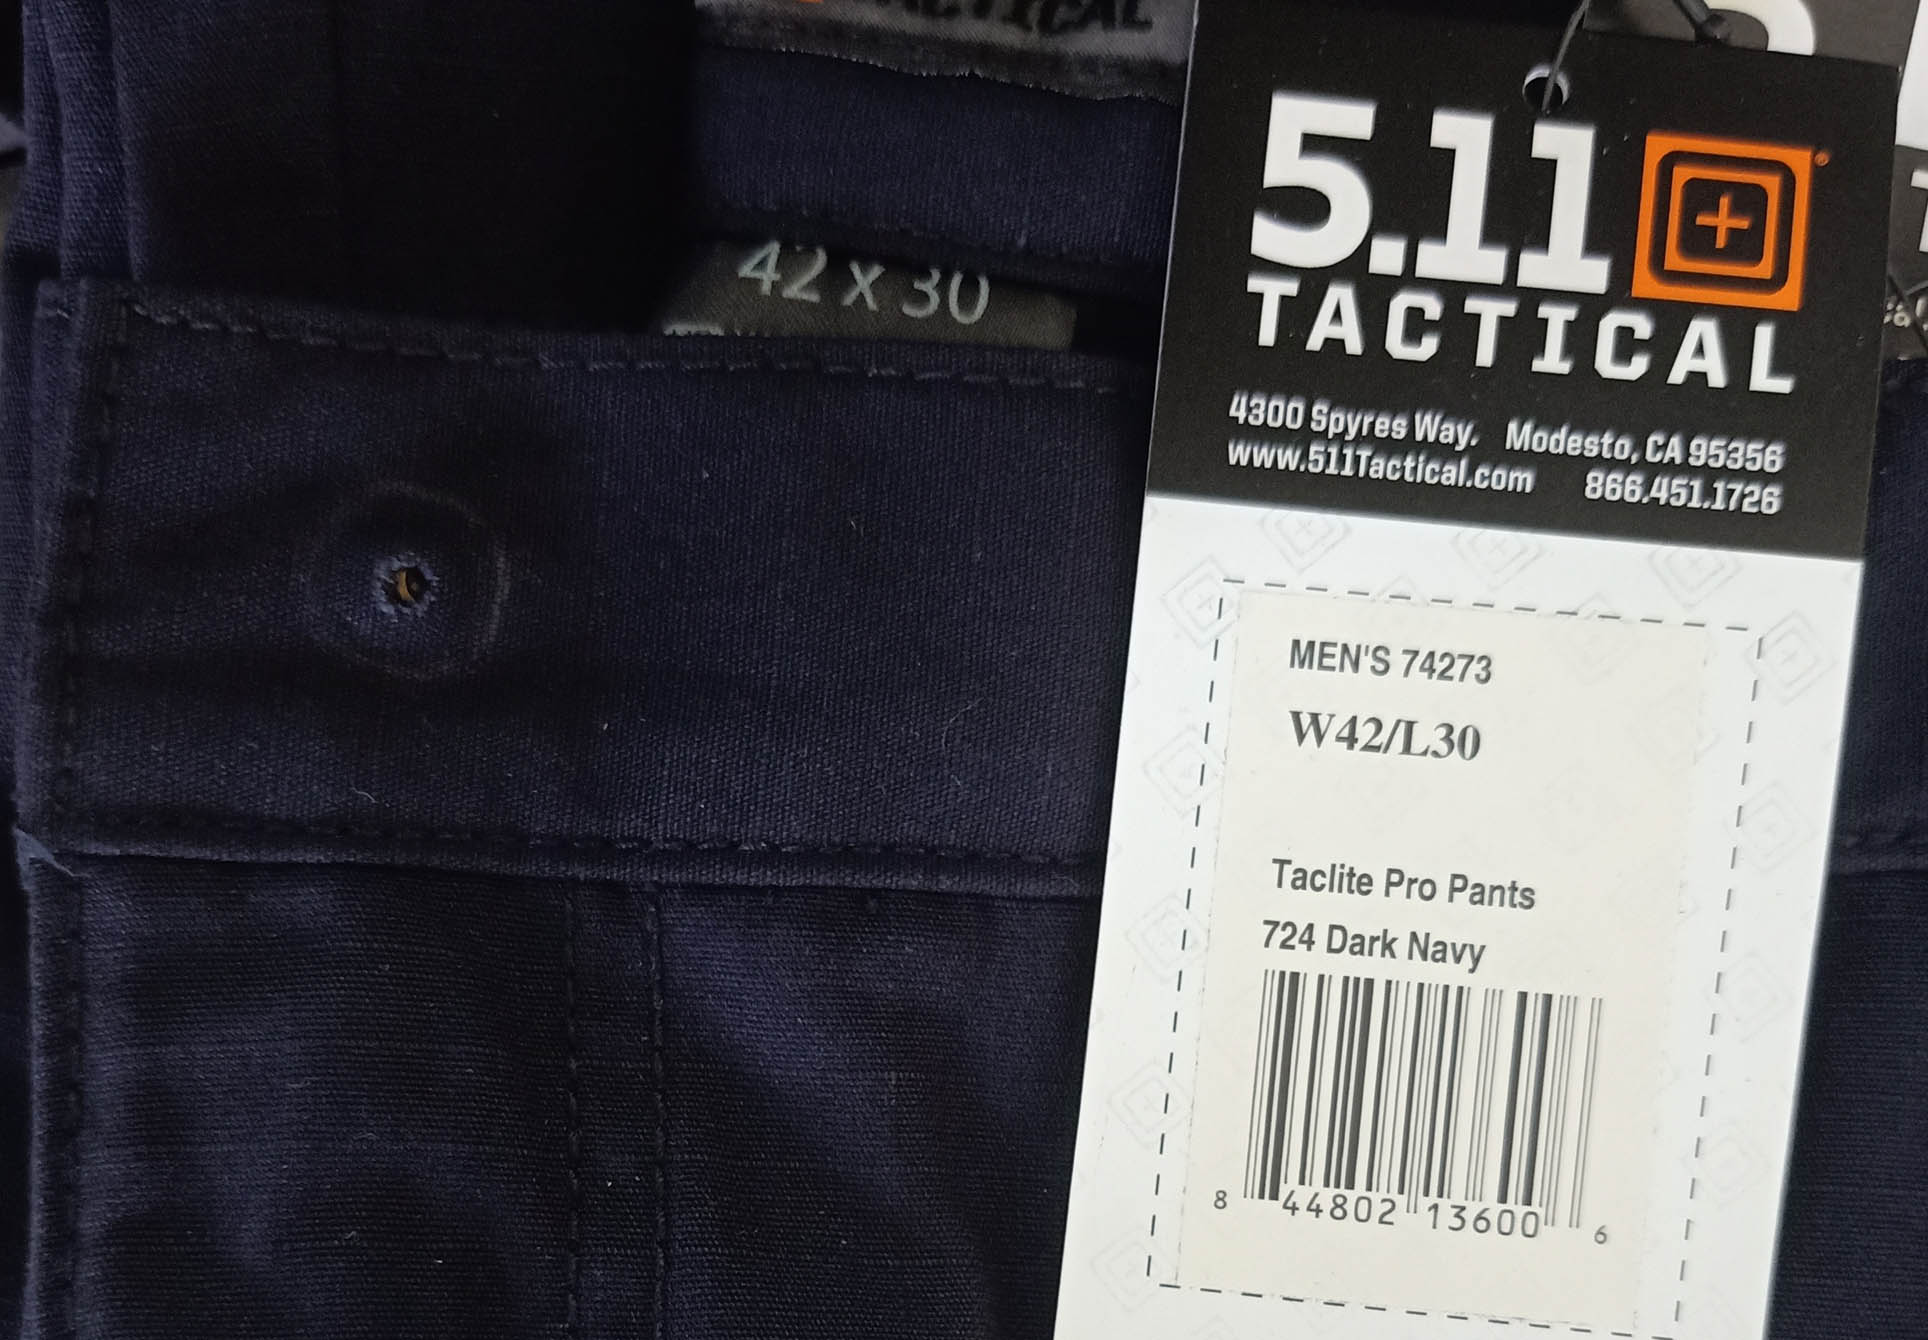 TACTICAL
42 X 30
5.11
TACTICAL
4300 Spyres Way. Modesto, CA 95356
www.511Tactical.com 866.451.1726
MEN'S 74273
W42/L30
Taclite Pro Pants
724 Dark Navy
8 44802 13600 6